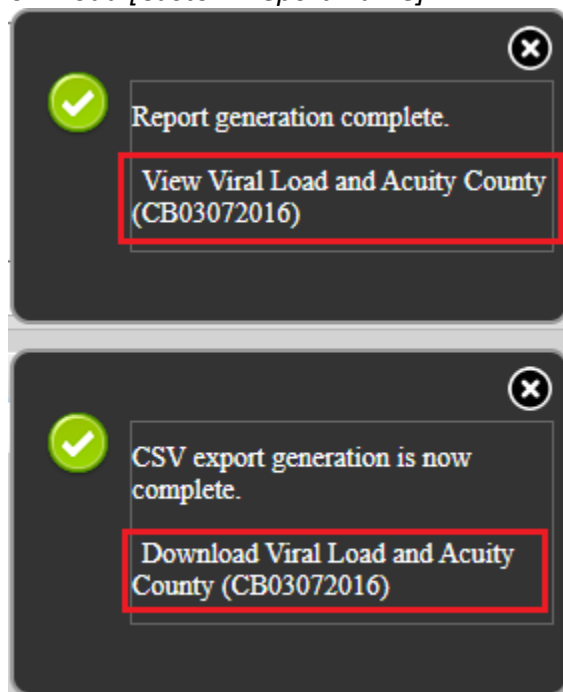 Report generation complete.
View Viral Load and Acuity County
(CB03072016)
CSV export generation is now
complete.
Download Viral Load and Acuity
County (CB03072016)